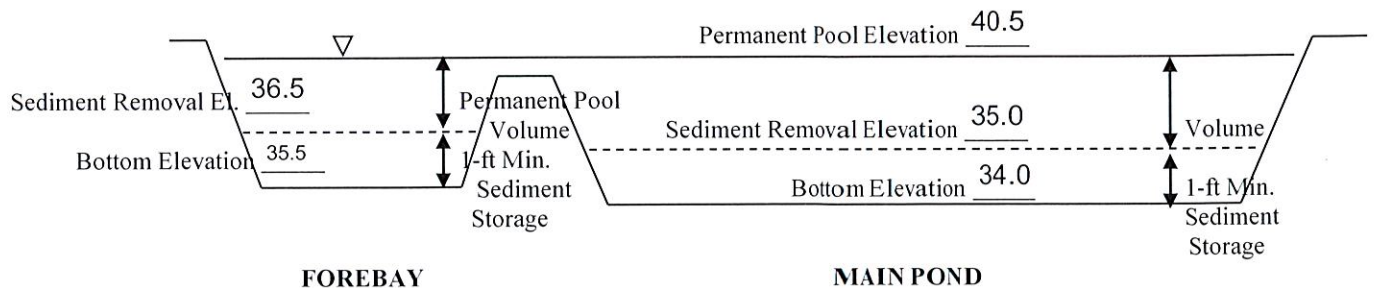 Permanent Pool Elevation 40.5
Sediment Removal El. 36.5
Permanent Pool
Volume
Sediment Removal Elevation 35.0
Volume
Bottom Elevation 35.5
1-ft Min.
Sediment
Storage
Bottom Elevation 34.0
1-ft Min.
Sediment
Storage
FOREBAY
MAIN POND